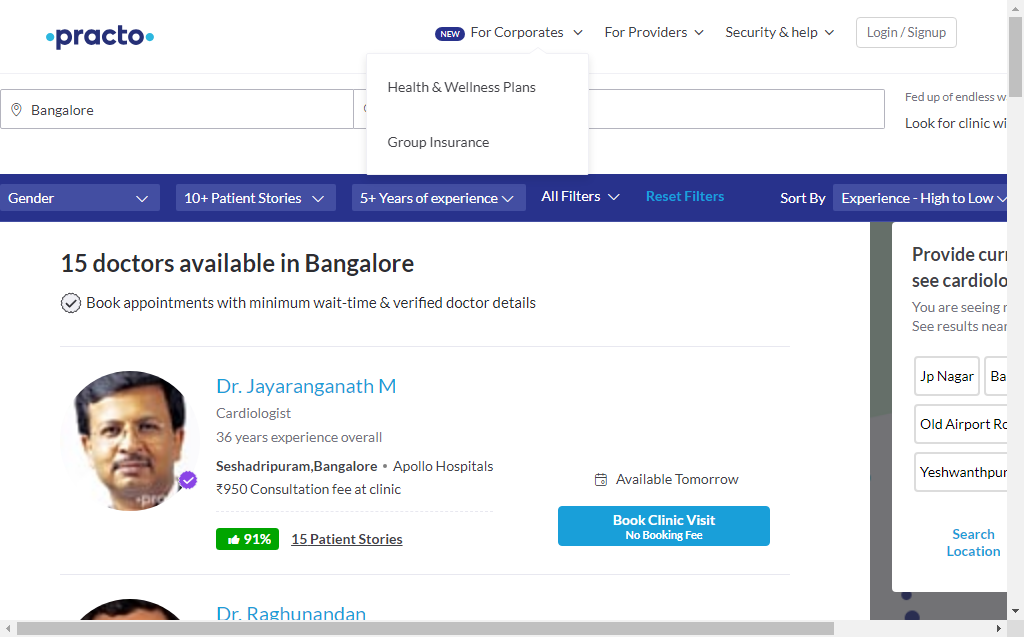 practo
NEW For Corporates For Providers Security & help Login / Signup
Health & Wellness Plans
Group Insurance
Bangalore
Fed up of endless w
Look for clinic wi
Gender 10+ Patient Stories 5+ Years of experience All Filters Reset Filters Sort By Experience - High to Low
15 doctors available in Bangalore
Book appointments with minimum wait-time & verified doctor details
Dr. Jayaranganath M
Cardiologist
36 years experience overall
Seshadripuram,Bangalore • Apollo Hospitals
₹950 Consultation fee at clinic
91% 15 Patient Stories
Available Tomorrow
Book Clinic Visit
No Booking Fee
Dr. Raghunandan
Provide curr
see cardiolo
You are seeing r
See results near
Jp Nagar Ba
Old Airport Ro
Yeshwanthpur
Search
Location